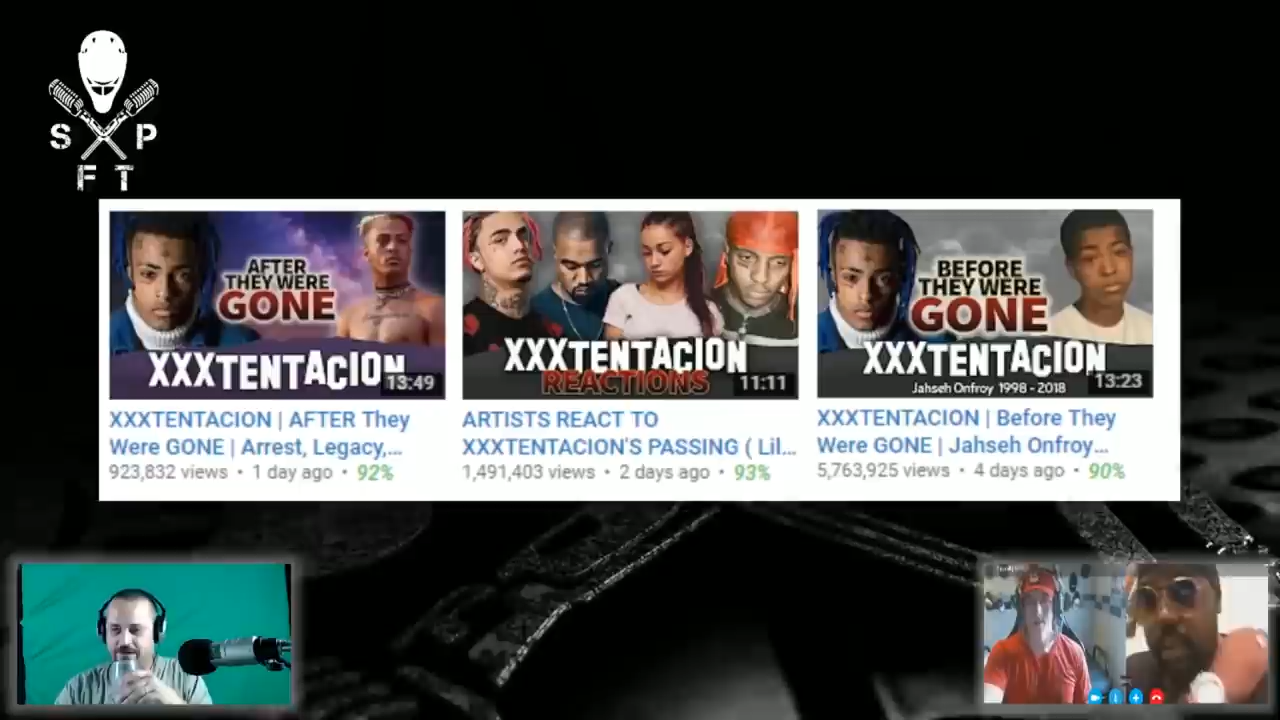 S P
F T
AFTER
THEY WERE
GONE
XXXTENTACION
13:49
XXXTENTACION
REACTIONS
11:11
BEFORE
THEY WERE
GONE
XXXTENTACION
Jahseh Onfroy 1998 - 2018
13:23
XXXTENTACION | AFTER They
Were GONE | Arrest, Legacy,...
923,832 views • 1 day ago • 92%
ARTISTS REACT TO
XXXTENTACION'S PASSING ( Lil...
1,491,403 views • 2 days ago • 93%
XXXTENTACION | Before They
Were GONE | Jahseh Onfroy...
5,763,925 views • 4 days ago • 90%